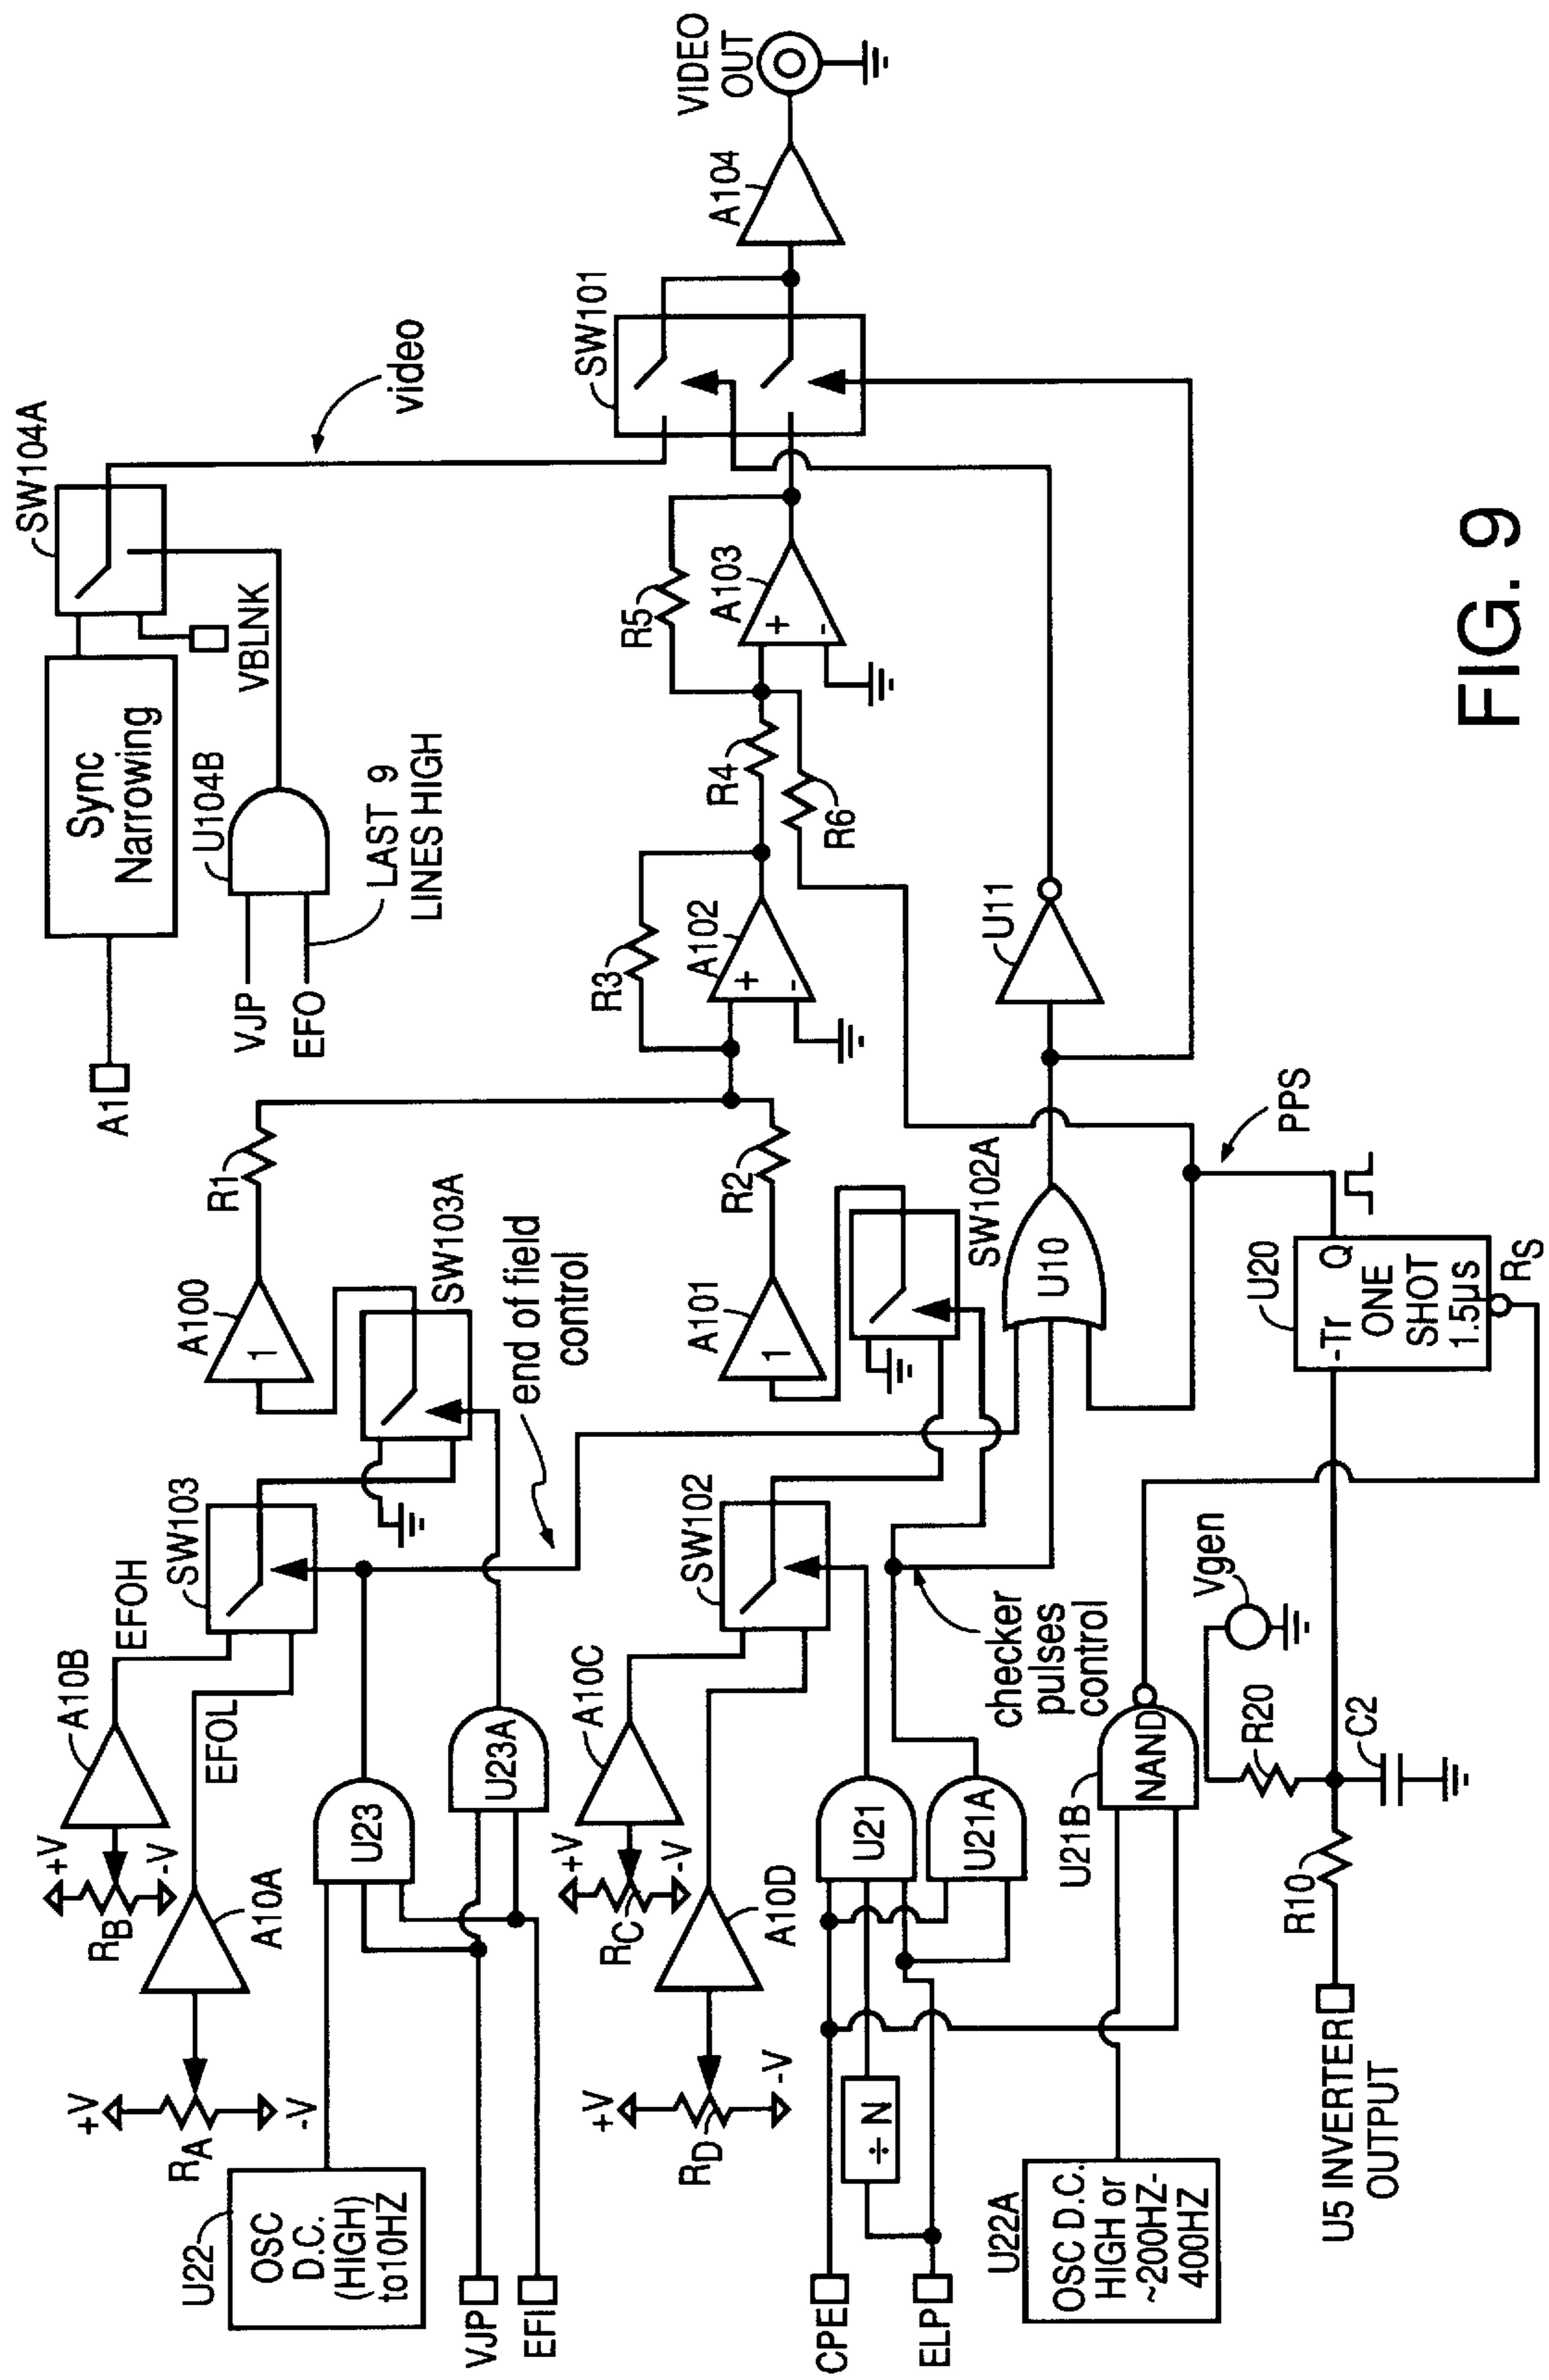 A1
Sync
Narrowing
SW104A
VJP
EFO
U104B
LAST 9
LINES HIGH
VBLNK
video
RB
+V
-V
A10B
EFOH
RA
+V
-V
A10A
EFOL
SW103
SW103A
A100
1
R1
U22
OSC
D.C.
(HIGH)
to10HZ
U23
U23A
VJP
EFI
end of field
control
RC
+V
-V
A10C
RD
+V
-V
A10D
SW102
A101
1
R2
SW102A
R3
A102
+
-
R4
R5
R6
A103
+
-
SW101
A104
VIDEO
OUT
CPE
ELP
÷ N
U21
U21A
checker
pulses
control
U10
U11
U22A
OSC D.C.
HIGH or
~200HZ-
400HZ
U21B
NAND
Vgen
R20
C2
R10
U5 INVERTER
OUTPUT
U20
-Tr Q
ONE
SHOT
1.5µs
RS
PPS
FIG. 9